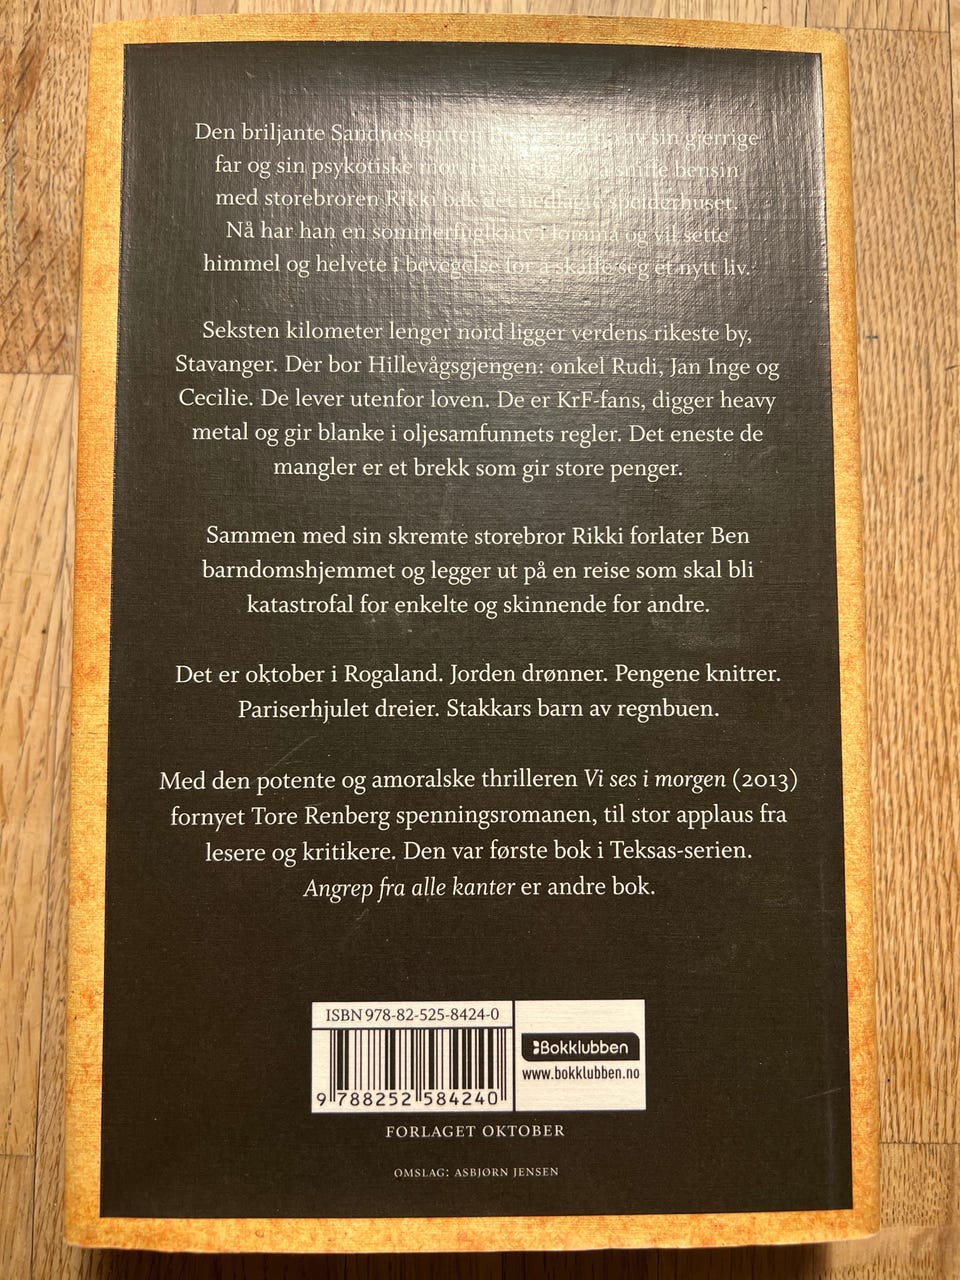 Den briljante Sandnes-gutten av sin gjerrige
far og sin psykotiske mor. å sniffe bensin
med storebroren Rikki bak det nedlagte speiderhuset.
Nå har han en sommerfuglkniv i lomma og vil sette
himmel og helvete i bevegelse for å skaffe seg et nytt liv.
Seksten kilometer lenger nord ligger verdens rikeste by,
Stavanger. Der bor Hillevågsgjengen: onkel Rudi, Jan Inge og
Cecilie. De lever utenfor loven. De er KrF-fans, digger heavy
metal og gir blanke i oljesamfunnets regler. Det eneste de
mangler er et brekk som gir store penger.
Sammen med sin skremte storebror Rikki forlater Ben
barndomshjemmet og legger ut på en reise som skal bli
katastrofal for enkelte og skinnende for andre.
Det er oktober i Rogaland. Jorden drønner. Pengene knitrer.
Pariserhjulet dreier. Stakkars barn av regnbuen.
Med den potente og amoralske thrilleren Vi ses i morgen (2013)
fornyet Tore Renberg spenningsromanen, til stor applaus fra
lesere og kritikere. Den var første bok i Teksas-serien.
Angrep fra alle kanter er andre bok.
ISBN 978-82-525-8424-0
9 788252 584240
Bokklubben
www.bokklubben.no
FORLAGET OKTOBER
OMSLAG: ASBJØRN JENSEN